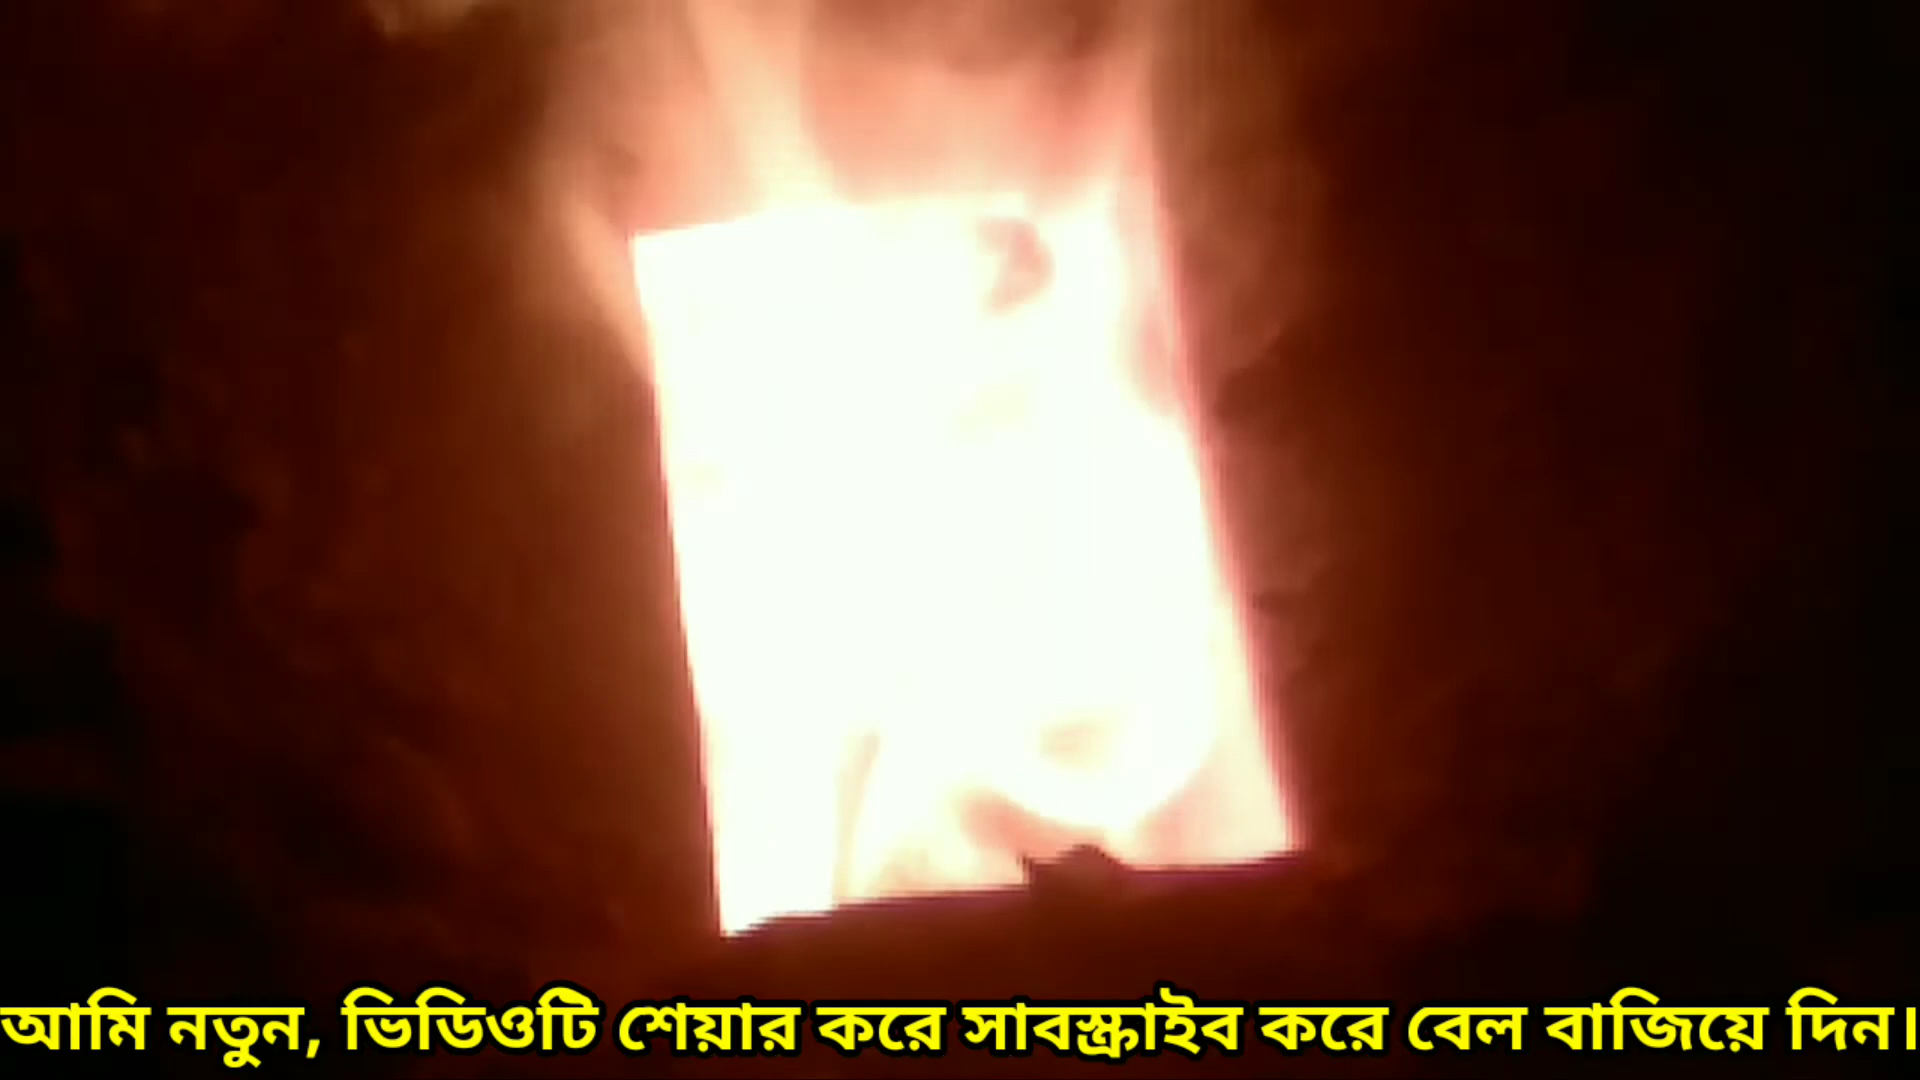 আমি নতুন, ভিডিওটি শেয়ার করে সাবস্ক্রাইব করে বেল বাজিয়ে দিন।